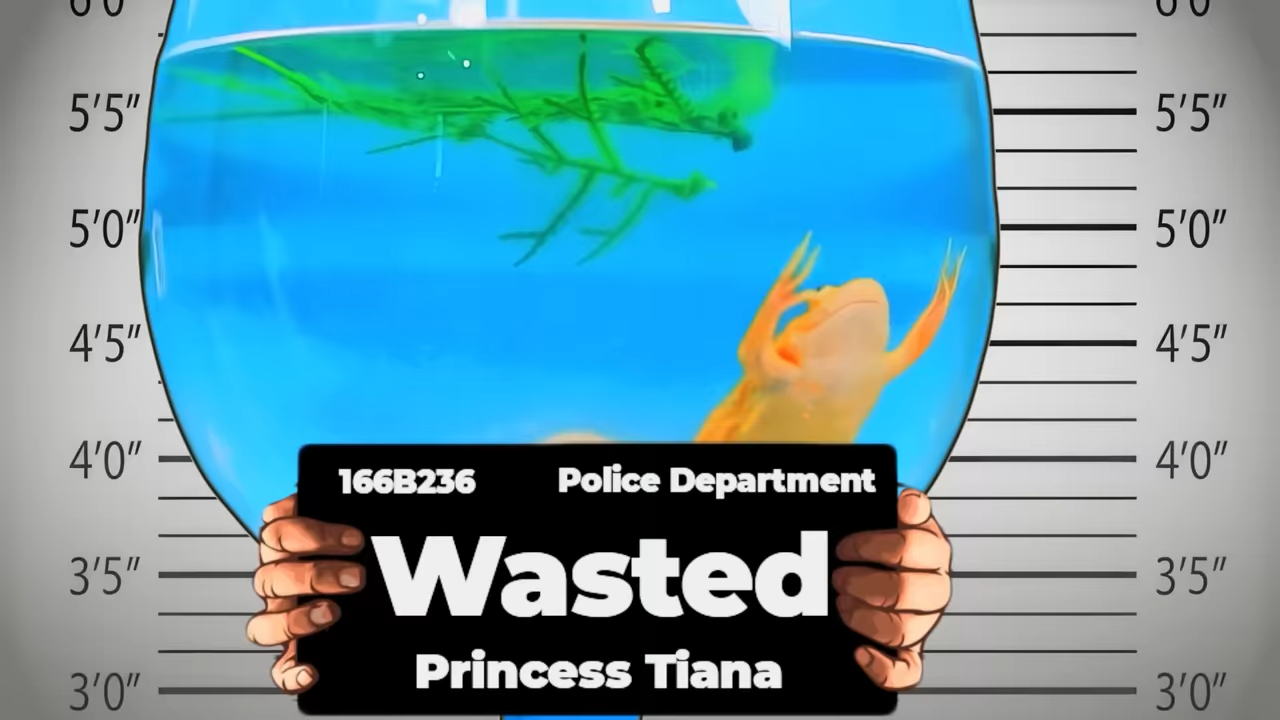 6'0" 6'0"
5'5" 5'5"
5'0" 5'0"
4'5" 4'5"
4'0" 4'0"
166B236 Police Department
Wasted
3'5" 3'5"
Princess Tiana
3'0" 3'0"